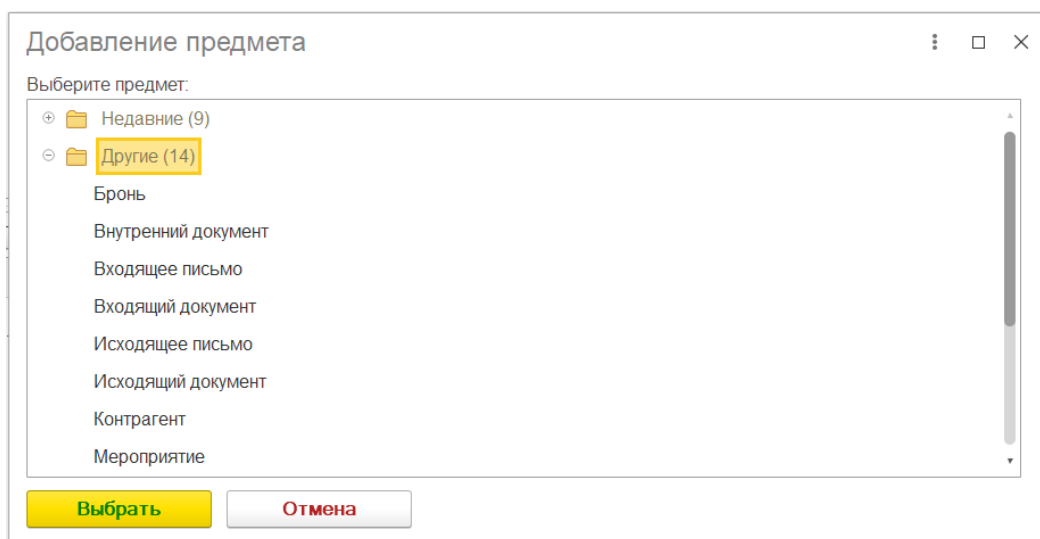 Добавление предмета
Выберите предмет:
Недавние (9)
Другие (14)
Бронь
Внутренний документ
Входящее письмо
Входящий документ
Исходящее письмо
Исходящий документ
Контрагент
Мероприятие
Выбрать Отмена